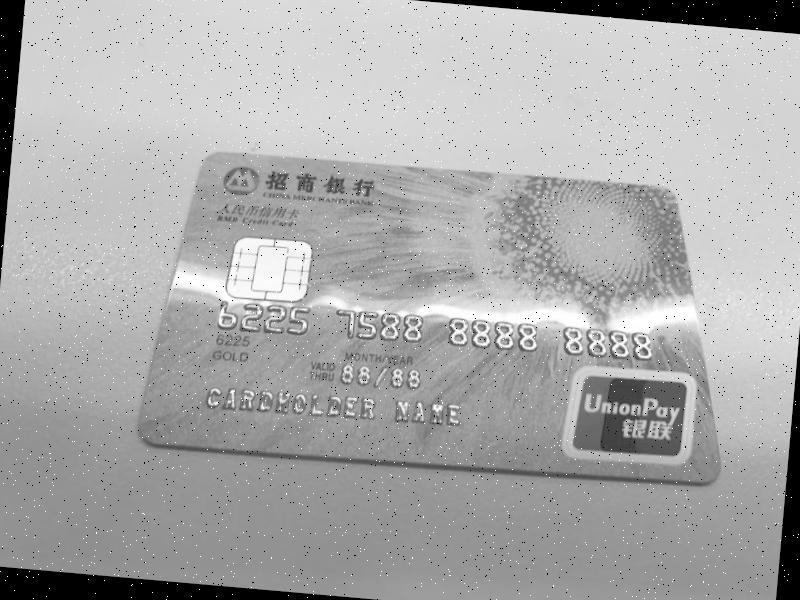 招商银行
CHINA MERCHANTS BANK
人民币信用卡
RMB Credit Card
6225 7588 8888 8888
6225
GOLD
MONTH/YEAR
VALID THRU 88/88
CARDHOLDER NAME
UnionPay
银联